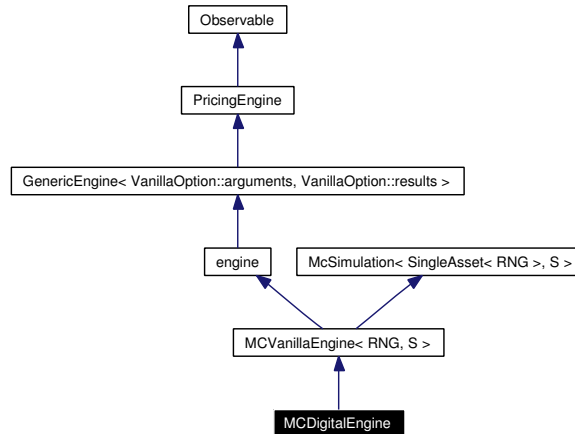 Observable
PricingEngine
GenericEngine< VanillaOption::arguments, VanillaOption::results >
engine
McSimulation< SingleAsset< RNG >, S >
MCVanillaEngine< RNG, S >
MCDigitalEngine